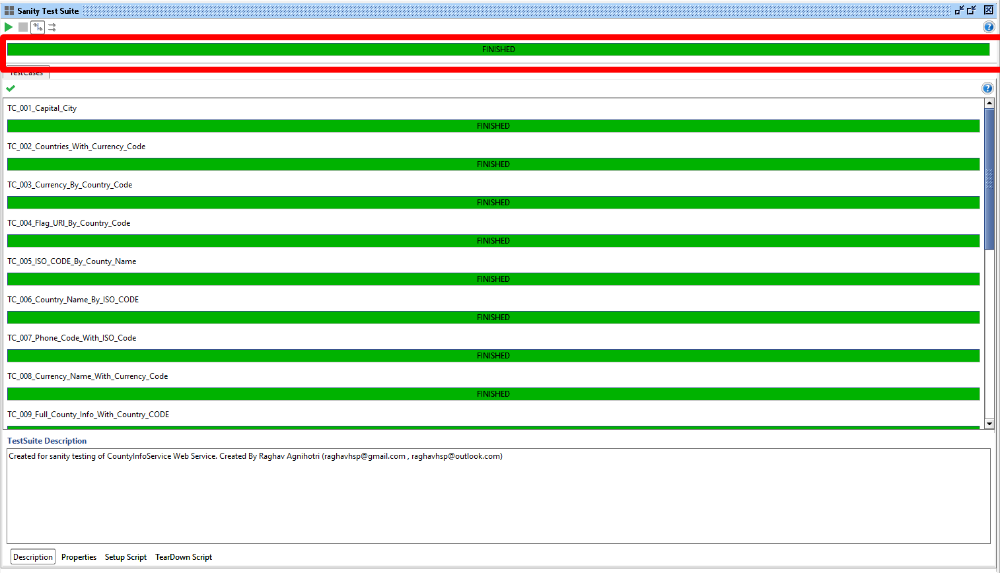 Sanity Test Suite
FINISHED
TestCases
TC_001_Capital_City
FINISHED
TC_002_Countries_With_Currency_Code
FINISHED
TC_003_Currency_By_Country_Code
FINISHED
TC_004_Flag_URI_By_Country_Code
FINISHED
TC_005_ISO_CODE_By_County_Name
FINISHED
TC_006_Country_Name_By_ISO_CODE
FINISHED
TC_007_Phone_Code_With_ISO_Code
FINISHED
TC_008_Currency_Name_With_Currency_Code
FINISHED
TC_009_Full_County_Info_With_Country_CODE
TestSuite Description
Created for sanity testing of CountyInfoService Web Service. Created By Raghav Agnihotri (raghavhsp@gmail.com , raghavhsp@outlook.com)
Description Properties Setup Script TearDown Script